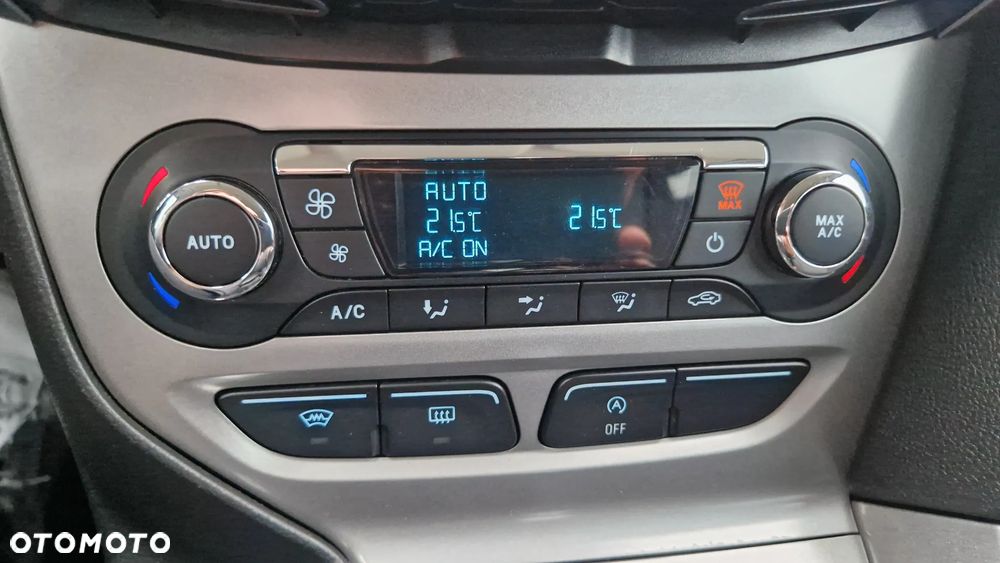 AUTO
21.5°C
A/C ON
21.5°C
MAX
AUTO
MAX
A/C
A/C
A
OFF
OTOMOTO